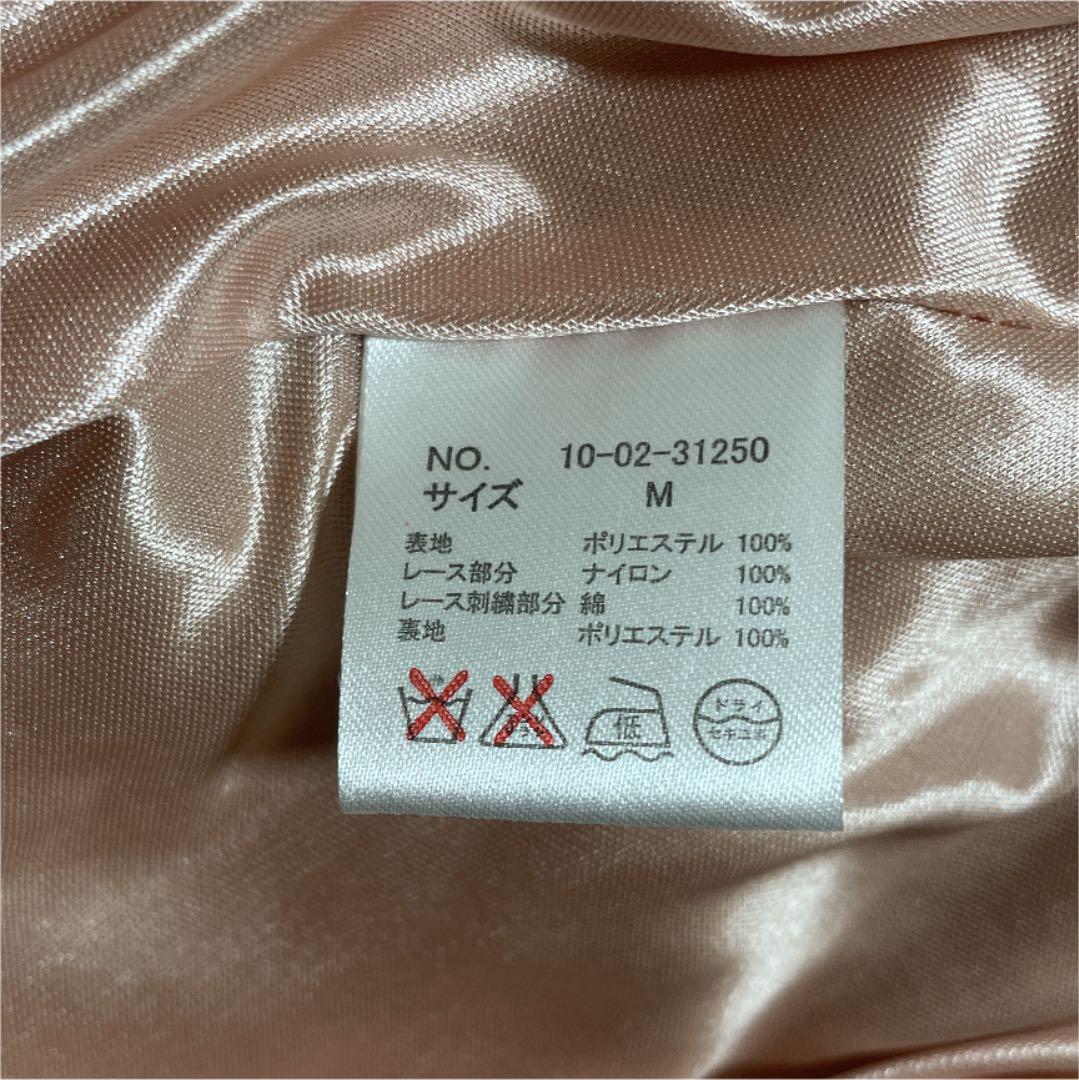 NO. 10-02-31250
サイズ M
表地 ポリエステル 100%
レース部分 ナイロン 100%
レース刺繍部分 綿 100%
裏地 ポリエステル 100%
低
ドライ
セキユ系